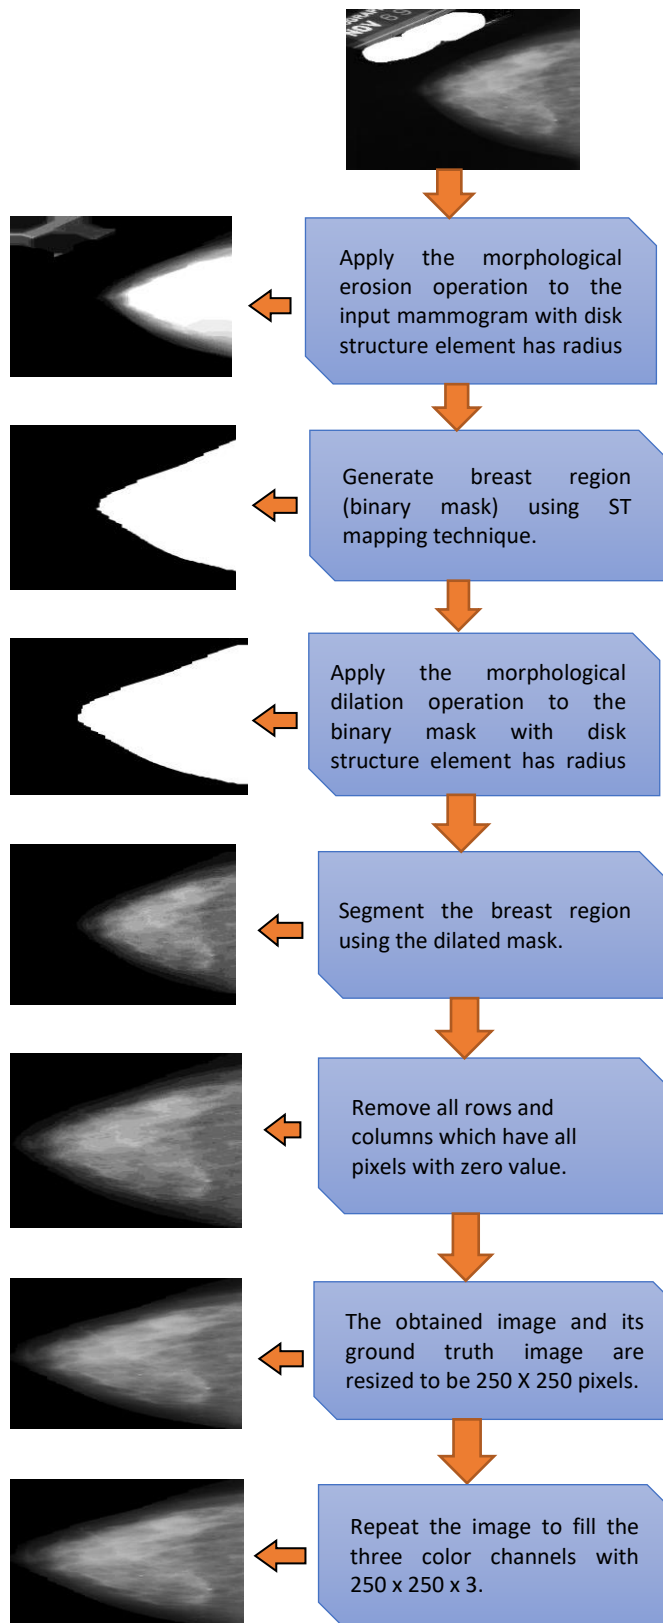 NOV
Apply the morphological
erosion operation to the
input mammogram with disk
structure element has radius
Generate breast region
(binary mask) using ST
mapping technique.
Apply the morphological
dilation operation to the
binary mask with disk
structure element has radius
Segment the breast region
using the dilated mask.
Remove all rows and
columns which have all
pixels with zero value.
The obtained image and its
ground truth image are
resized to be 250 X 250 pixels.
Repeat the image to fill the
three color channels with
250 x 250 x 3.